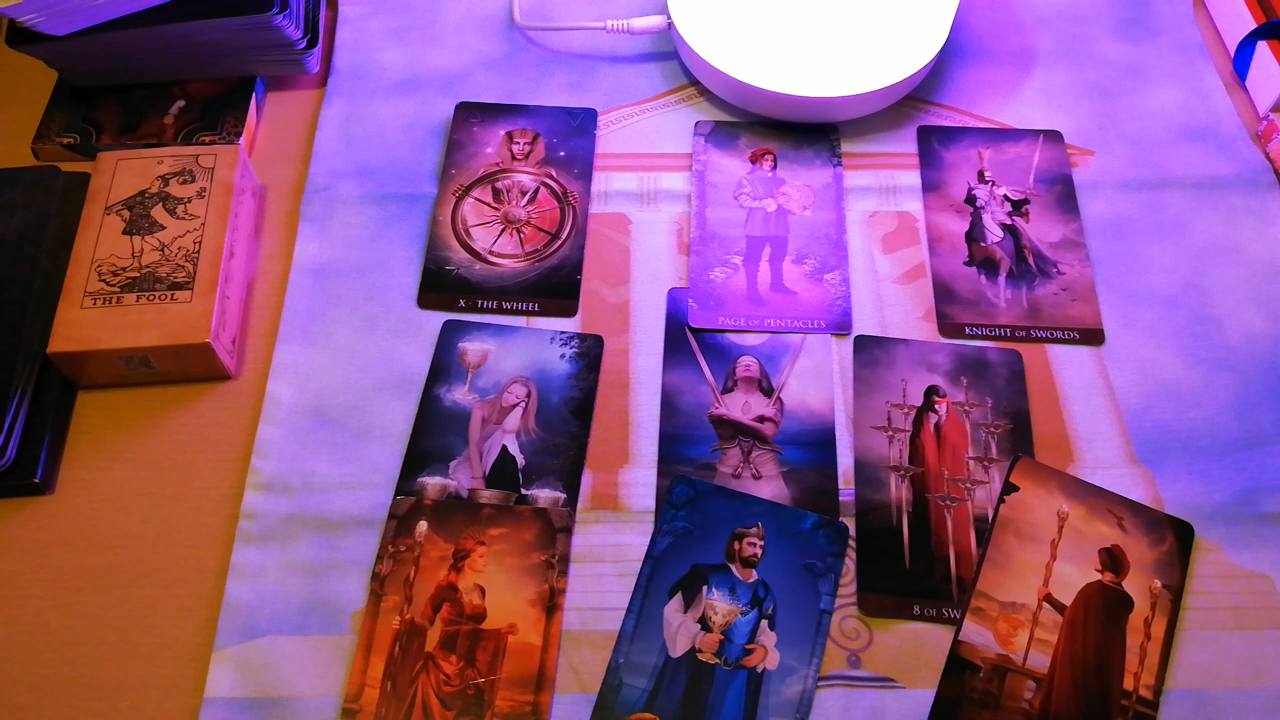 X - THE WHEEL
PAGE OF PENTACLES
KNIGHT OF SWORDS
THE FOOL
8 OF SW